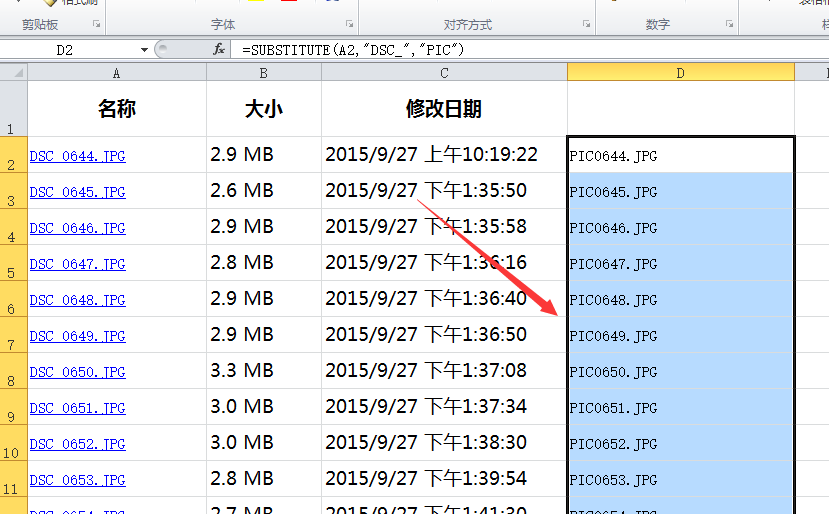 剪贴板 字体 对齐方式 数字
D2 fx =SUBSTITUTE(A2,"DSC_","PIC")
A B C D
1 名称 大小 修改日期
2 DSC_0644.JPG 2.9 MB 2015/9/27 上午10:19:22 PIC0644.JPG
3 DSC_0645.JPG 2.6 MB 2015/9/27 下午1:35:50 PIC0645.JPG
4 DSC_0646.JPG 2.9 MB 2015/9/27 下午1:35:58 PIC0646.JPG
5 DSC_0647.JPG 2.8 MB 2015/9/27 下午1:36:16 PIC0647.JPG
6 DSC_0648.JPG 2.9 MB 2015/9/27 下午1:36:40 PIC0648.JPG
7 DSC_0649.JPG 2.9 MB 2015/9/27 下午1:36:50 PIC0649.JPG
8 DSC_0650.JPG 3.3 MB 2015/9/27 下午1:37:08 PIC0650.JPG
9 DSC_0651.JPG 3.0 MB 2015/9/27 下午1:37:34 PIC0651.JPG
10 DSC_0652.JPG 3.0 MB 2015/9/27 下午1:38:30 PIC0652.JPG
11 DSC_0653.JPG 2.8 MB 2015/9/27 下午1:39:54 PIC0653.JPG
DSC_0654.JPG 2.7 MB 2015/9/27 下午1:41:30 PIC0654.JPG